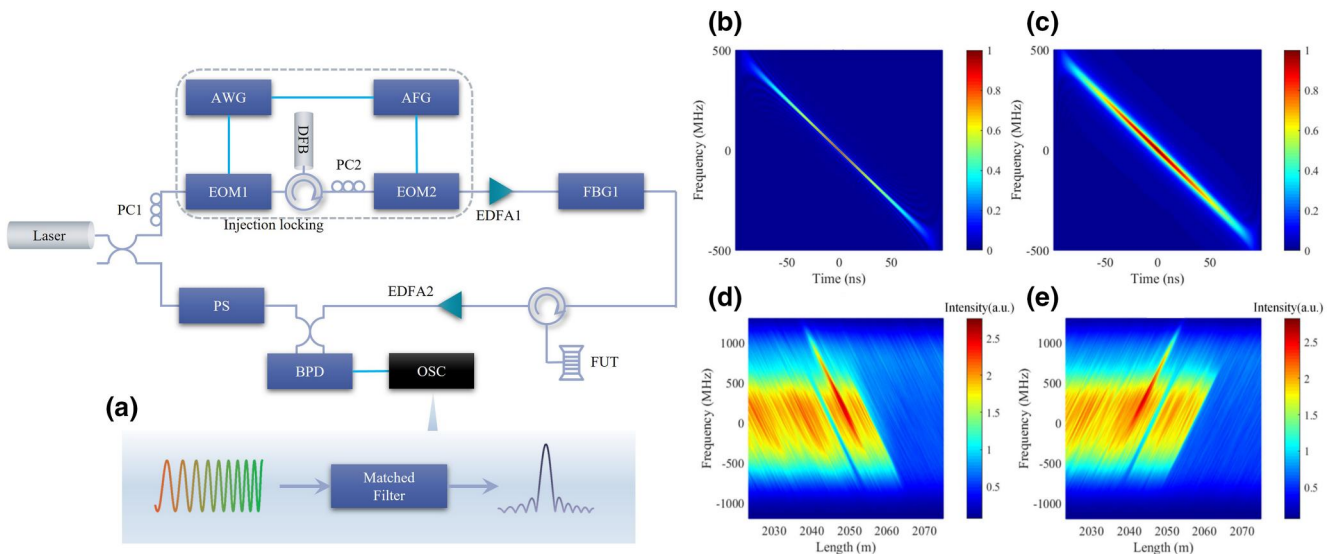 AWG
AFG
DFB
PC2
EOM1
EOM2
EDFA1
FBG1
PC1
Injection locking
Laser
PS
EDFA2
BPD
OSC
FUT
(a)
Matched
Filter
(b)
500
0
-500
Frequency (MHz)
-50
0
50
Time (ns)
1
0.8
0.6
0.4
0.2
0
(c)
500
0
-500
Frequency (MHz)
-50
0
50
Time (ns)
1
0.8
0.6
0.4
0.2
0
(d)
Intensity(a.u.)
1000
500
0
-500
-1000
Frequency (MHz)
2030
2040
2050
2060
2070
Length (m)
2.5
2
1.5
1
0.5
(e)
Intensity(a.u.)
1000
500
0
-500
-1000
Frequency (MHz)
2030
2040
2050
2060
2070
Length (m)
2.5
2
1.5
1
0.5